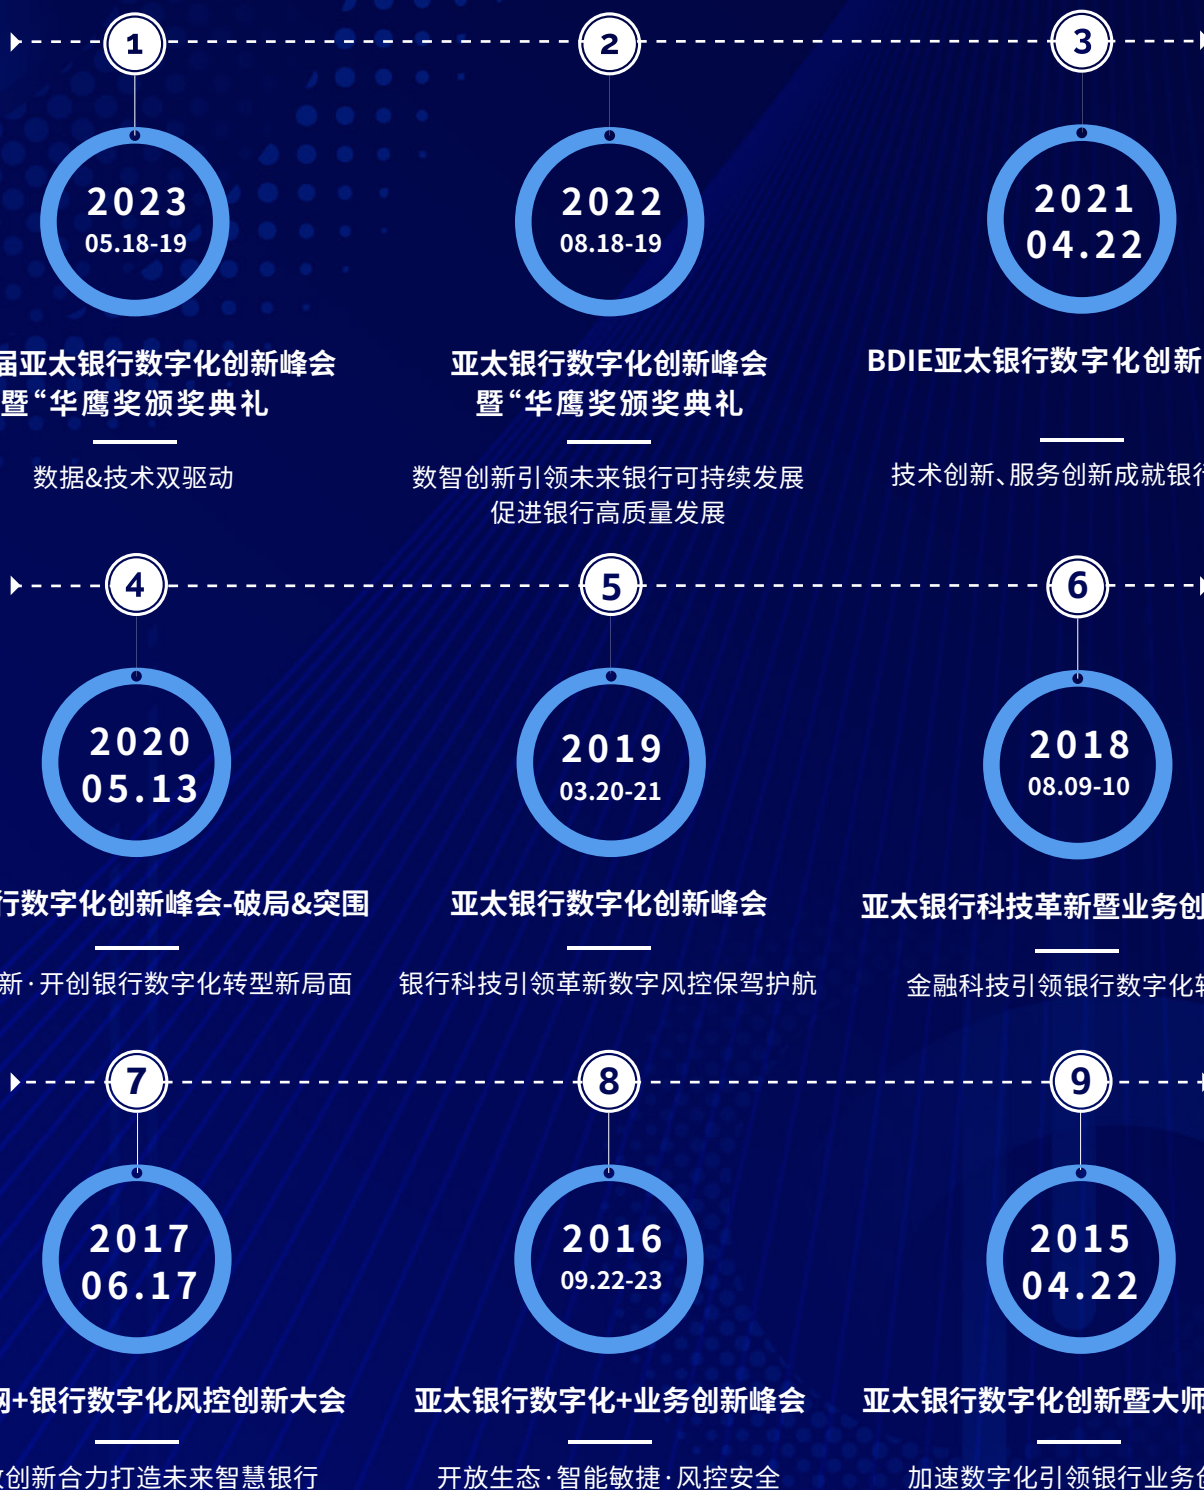 1
2
3
2023
05.18-19
2022
08.18-19
2021
04.22
届亚太银行数字化创新峰会
暨“华鹰奖颁奖典礼
亚太银行数字化创新峰会
暨“华鹰奖颁奖典礼
BDIE亚太银行数字化创新
数据&技术双驱动
数智创新引领未来银行可持续发展
促进银行高质量发展
技术创新、服务创新成就银行
4
5
6
2020
05.13
2019
03.20-21
2018
08.09-10
行数字化创新峰会-破局&突围
亚太银行数字化创新峰会
亚太银行科技革新暨业务创
新·开创银行数字化转型新局面
银行科技引领革新数字风控保驾护航
金融科技引领银行数字化转
7
8
9
2017
06.17
2016
09.22-23
2015
04.22
网+银行数字化风控创新大会
亚太银行数字化+业务创新峰会
亚太银行数字化创新暨大师
创新合力打造未来智慧银行
开放生态·智能敏捷·风控安全
加速数字化引领银行业务创